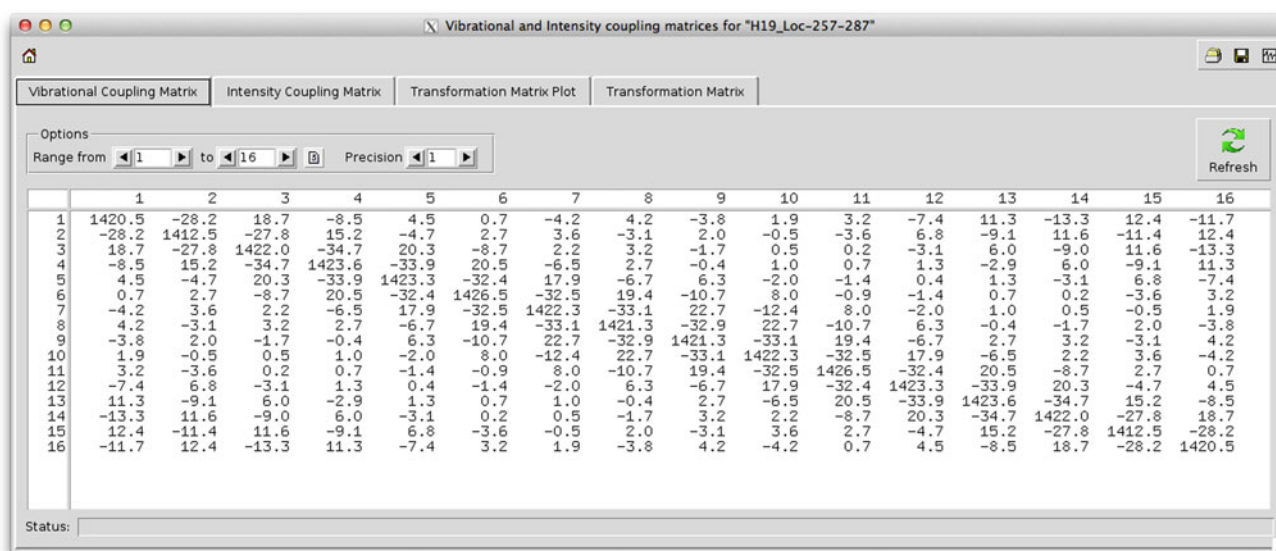 Vibrational and Intensity coupling matrices for "H19_Loc-257-287"
Vibrational Coupling Matrix Intensity Coupling Matrix Transformation Matrix Plot Transformation Matrix
Options
Range from 1 to 16 Precision 1
Refresh
1 2 3 4 5 6 7 8 9 10 11 12 13 14 15 16
1 1420.5 -28.2 18.7 -8.5 4.5 0.7 -4.2 4.2 -3.8 1.9 3.2 -7.4 11.3 -13.3 12.4 -11.7
2 -28.2 1412.5 -27.8 15.2 -4.7 2.7 3.6 -3.1 2.0 -0.5 -3.6 6.8 -9.1 11.6 -11.4 12.4
3 18.7 -27.8 1422.0 -34.7 20.3 -8.7 2.2 3.2 -1.7 0.5 0.2 -3.1 6.0 -9.0 11.6 -13.3
4 -8.5 15.2 -34.7 1423.6 -33.9 20.5 -6.5 2.7 -0.4 1.0 0.7 1.3 -2.9 6.0 -9.1 11.3
5 4.5 -4.7 20.3 -33.9 1423.3 -32.4 17.9 -6.7 6.3 -2.0 -1.4 0.4 1.3 -3.1 6.8 -7.4
6 0.7 2.7 -8.7 20.5 -32.4 1426.5 -32.5 19.4 -10.7 8.0 -0.9 -1.4 0.7 0.2 -3.6 3.2
7 -4.2 3.6 2.2 -6.5 17.9 -32.5 1422.3 -33.1 22.7 -12.4 8.0 -2.0 1.0 0.5 -0.5 1.9
8 4.2 -3.1 3.2 2.7 -6.7 19.4 -33.1 1421.3 -32.9 22.7 -10.7 6.3 -0.4 -1.7 2.0 -3.8
9 -3.8 2.0 -1.7 -0.4 6.3 -10.7 22.7 -32.9 1421.3 -33.1 19.4 -6.7 2.7 3.2 -3.1 4.2
10 1.9 -0.5 0.5 1.0 -2.0 8.0 -12.4 22.7 -33.1 1422.3 -32.5 17.9 -6.5 2.2 3.6 -4.2
11 3.2 -3.6 0.2 0.7 -1.4 -0.9 8.0 -10.7 19.4 -32.5 1426.5 -32.4 20.5 -8.7 2.7 0.7
12 -7.4 6.8 -3.1 1.3 0.4 -1.4 -2.0 6.3 -6.7 17.9 -32.4 1423.3 -33.9 20.3 -4.7 4.5
13 11.3 -9.1 6.0 -2.9 1.3 0.7 1.0 -0.4 2.7 -6.5 20.5 -33.9 1423.6 -34.7 15.2 -8.5
14 -13.3 11.6 -9.0 6.0 -3.1 0.2 0.5 -1.7 3.2 2.2 -8.7 20.3 -34.7 1422.0 -27.8 18.7
15 12.4 -11.4 11.6 -9.1 6.8 -3.6 -0.5 2.0 -3.1 3.6 2.7 -4.7 15.2 -27.8 1412.5 -28.2
16 -11.7 12.4 -13.3 11.3 -7.4 3.2 1.9 -3.8 4.2 -4.2 0.7 4.5 -8.5 18.7 -28.2 1420.5
Status: